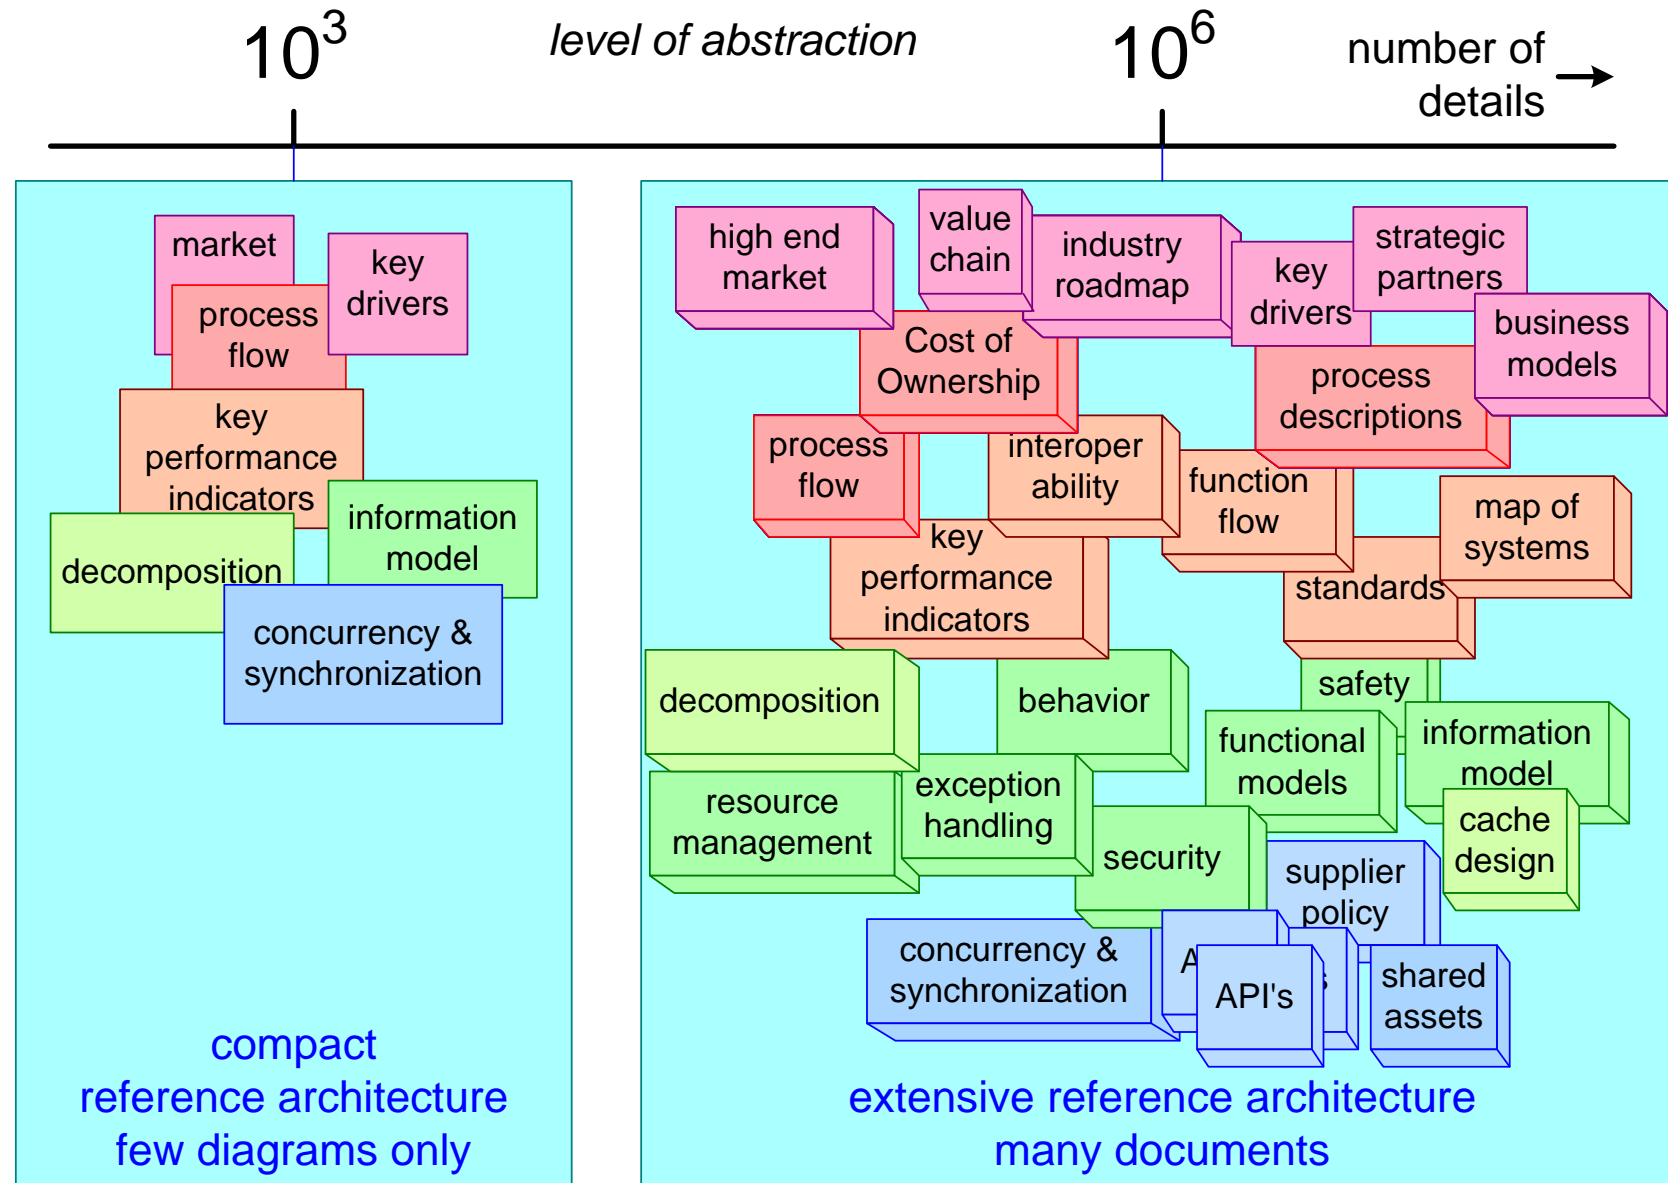 10^3
level of abstraction
10^6
number of
details
market
key
drivers
process
flow
key
performance
indicators
information
model
decomposition
concurrency &
synchronization
compact
reference architecture
few diagrams only
high end
market
value
chain
industry
roadmap
key
drivers
strategic
partners
business
models
Cost of
Ownership
process
descriptions
process
flow
interoper
ability
function
flow
map of
systems
key
performance
indicators
standards
decomposition
behavior
safety
functional
models
information
model
resource
management
exception
handling
cache
design
security
supplier
policy
concurrency &
synchronization
API's
shared
assets
extensive reference architecture
many documents